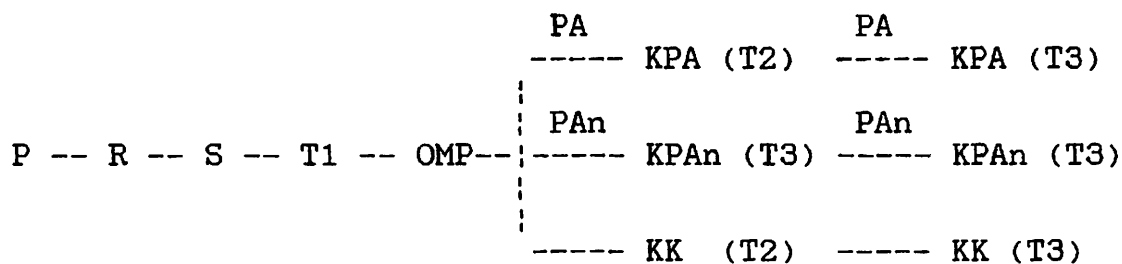 PA PA
----- KPA (T2) ----- KPA (T3)
PAn PAn
P -- R -- S -- T1 -- OMP-- ----- KPAn (T3) ----- KPAn (T3)
----- KK (T2) ----- KK (T3)